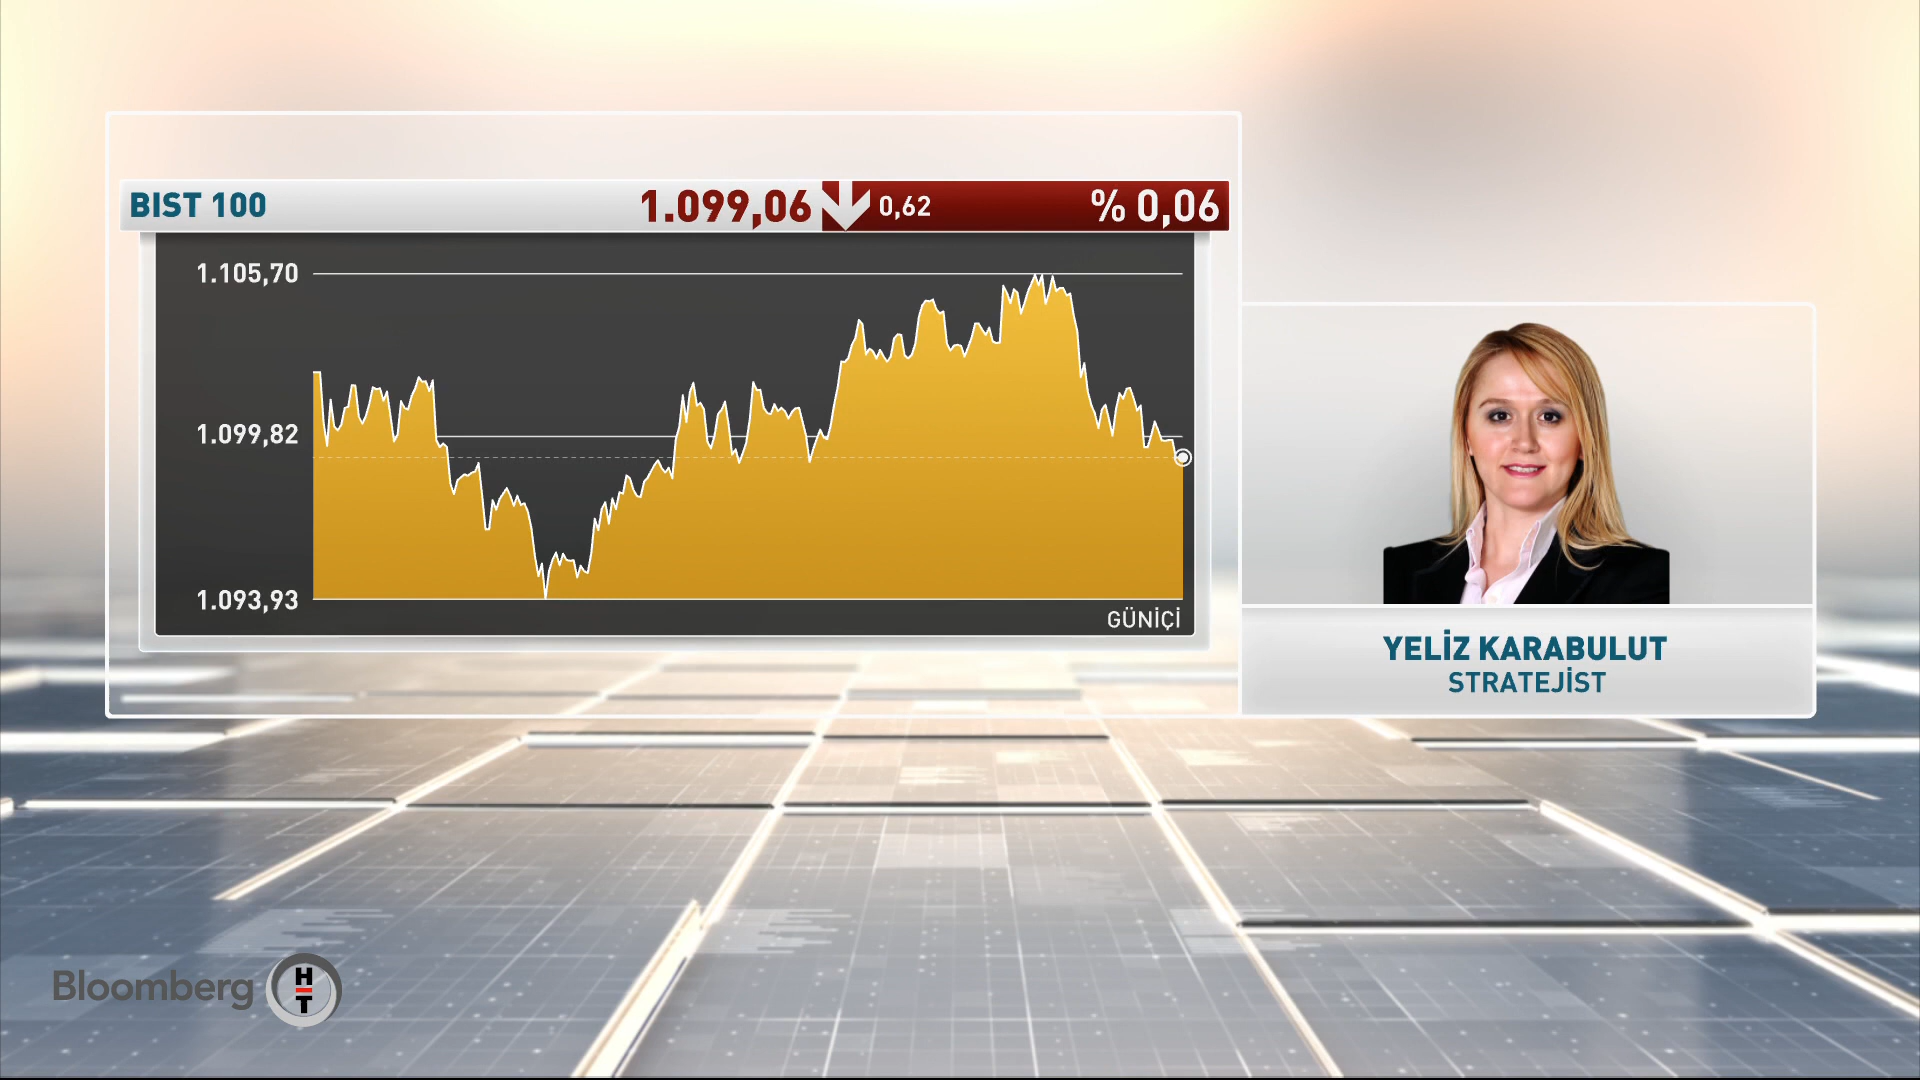 BIST 100
1.099,06 0,62 % 0,06
1.105,70
1.099,82
1.093,93
GÜNİÇİ
YELİZ KARABULUT
STRATEJİST
Bloomberg HT